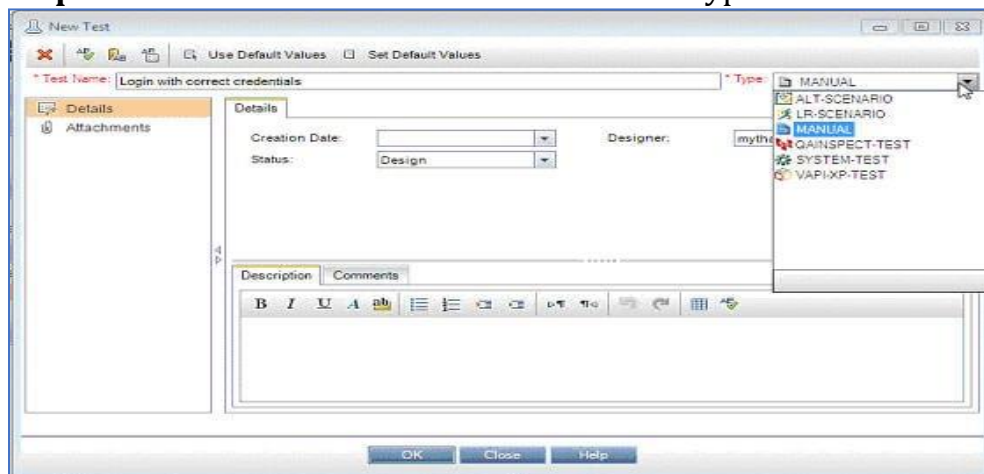 New Test
Use Default Values Set Default Values
* Test Name: Login with correct credentials * Type: MANUAL
Details
Attachments
Details
Creation Date: Designer:
Status: Design
ALT-SCENARIO
LR-SCENARIO
MANUAL
QAINSPECT-TEST
SYSTEM-TEST
VAPI-XP-TEST
Description Comments
B I U A ab
OK Close Help